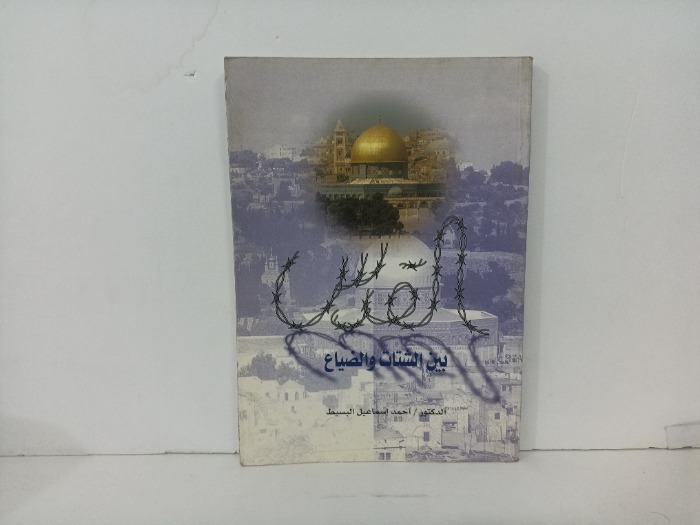 القدس
بين الشتات والضياع
الدكتور / أحمد إسماعيل البسيط